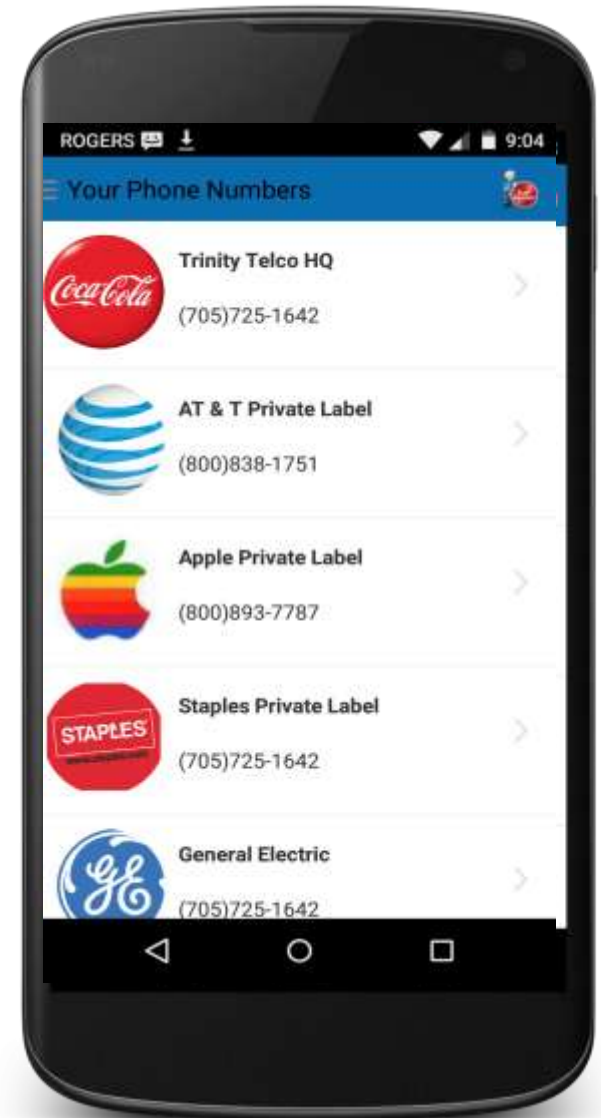 ROGERS
9:04
Your Phone Numbers
Coca-Cola
Trinity Telco HQ
(705)725-1642
AT & T Private Label
(800)838-1751
Apple Private Label
(800)893-7787
STAPLES
Staples Private Label
(705)725-1642
GE
General Electric
(705)725-1642